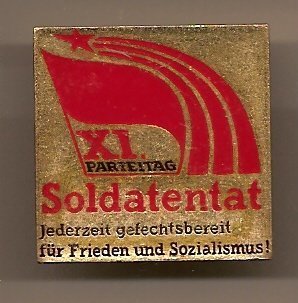 XI.
PARTEITAG
Soldatentat
Jederzeit gefechtsbereit
für Frieden und Sozialismus!